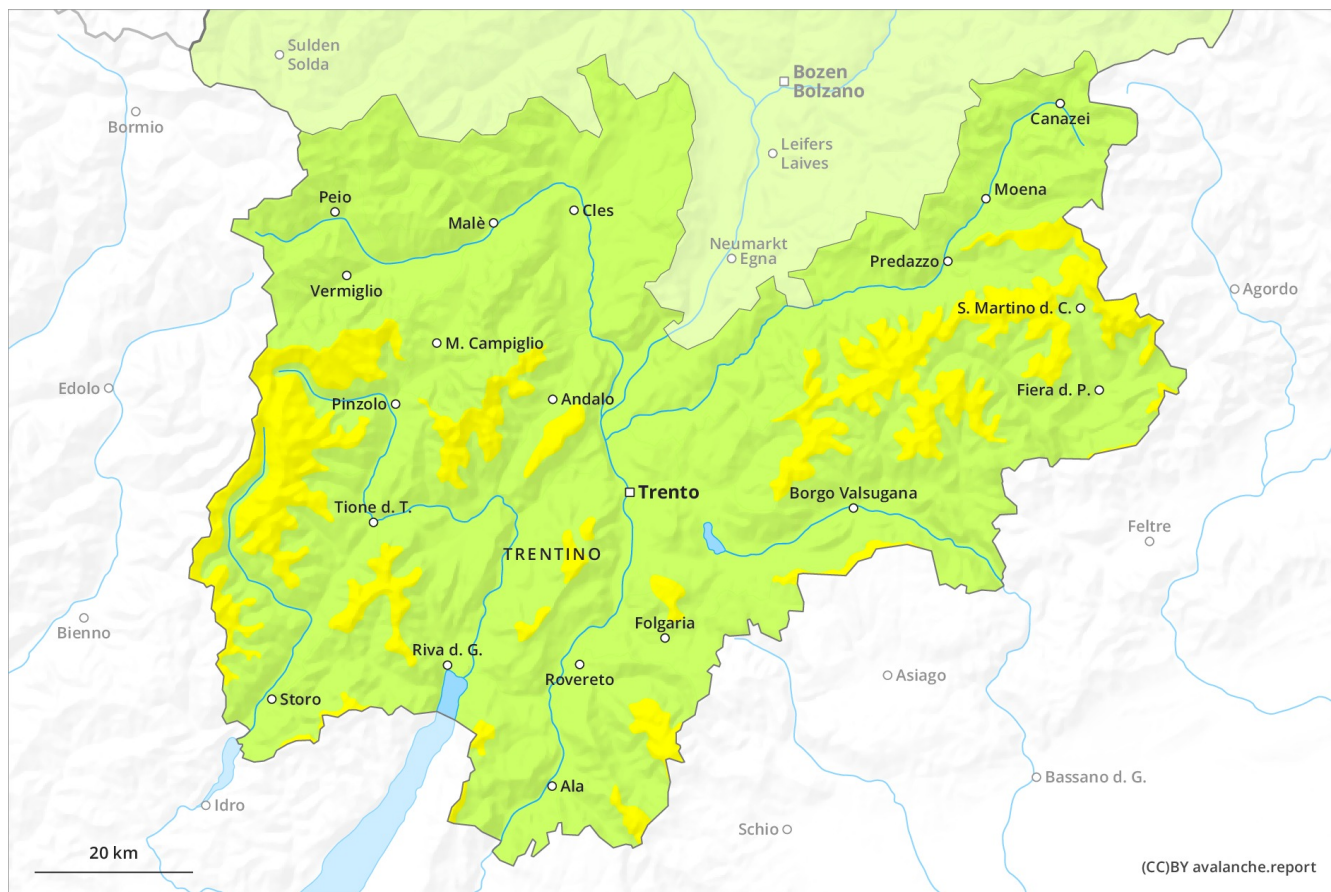 Sulden
Solda
Bozen
Bolzano
Canazei
Bormio
Leifers
Laives
Moena
Peio
Malè
Cles
Neumarkt
Egna
Predazzo
Vermiglio
Agordo
S. Martino d. C.
M. Campiglio
Edolo
Pinzolo
Andalo
Fiera d. P.
Trento
Borgo Valsugana
Tione d. T.
Feltre
TRENTINO
Bienno
Folgaria
Riva d. G.
Rovereto
Asiago
Storo
Bassano d. G.
Ala
Idro
Schio
20 km
(CC)BY avalanche.report